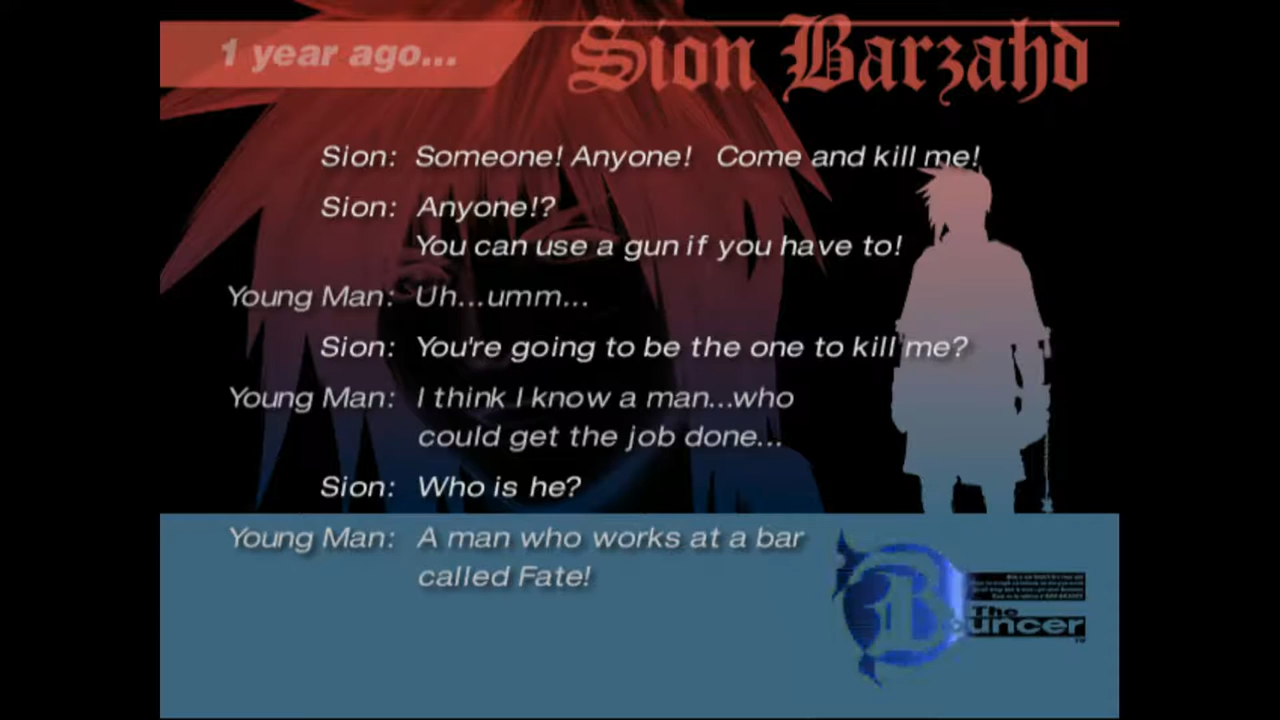 1 year ago...
Sion Barzahd
Sion: Someone! Anyone! Come and kill me!
Sion: Anyone!?
You can use a gun if you have to!
Young Man: Uh...umm...
Sion: You're going to be the one to kill me?
Young Man: I think I know a man...who
could get the job done...
Sion: Who is he?
Young Man: A man who works at a bar
called Fate!
The
Bouncer
TM